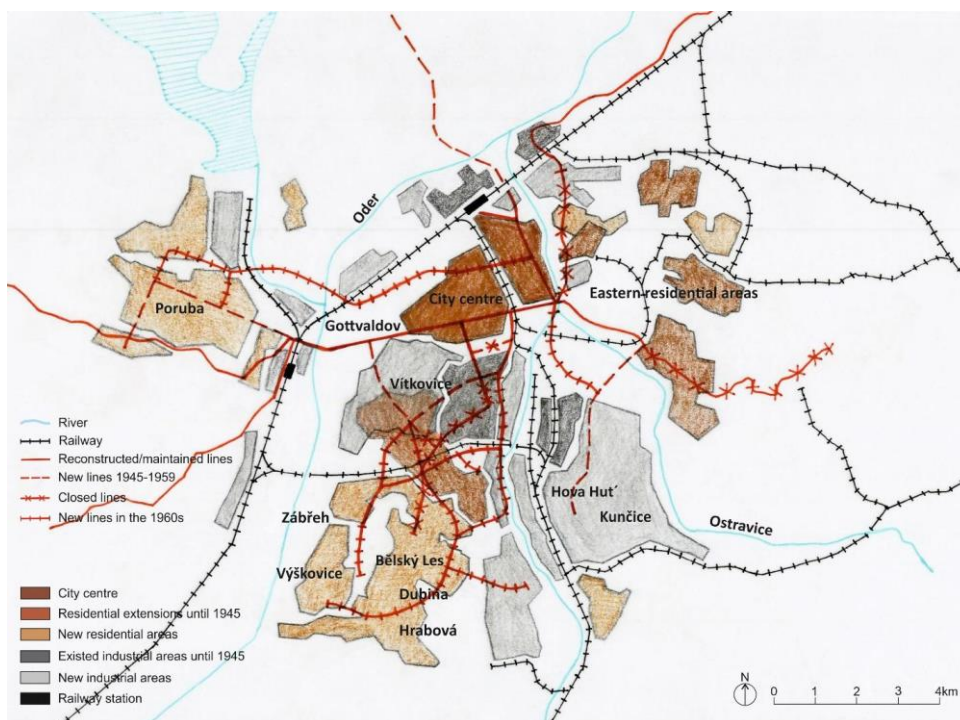 Oder
Poruba
City centre
Gottvaldov
Eastern residential areas
Vítkovice
Hova Hut´
Kunčice
Ostravice
Zábřeh
Výškovice
Bělský Les
Dubina
Hrabová
River
Railway
Reconstructed/maintained lines
New lines 1945-1959
Closed lines
New lines in the 1960s
City centre
Residential extensions until 1945
New residential areas
Existed industrial areas until 1945
New industrial areas
Railway station
N
0 1 2 3 4km